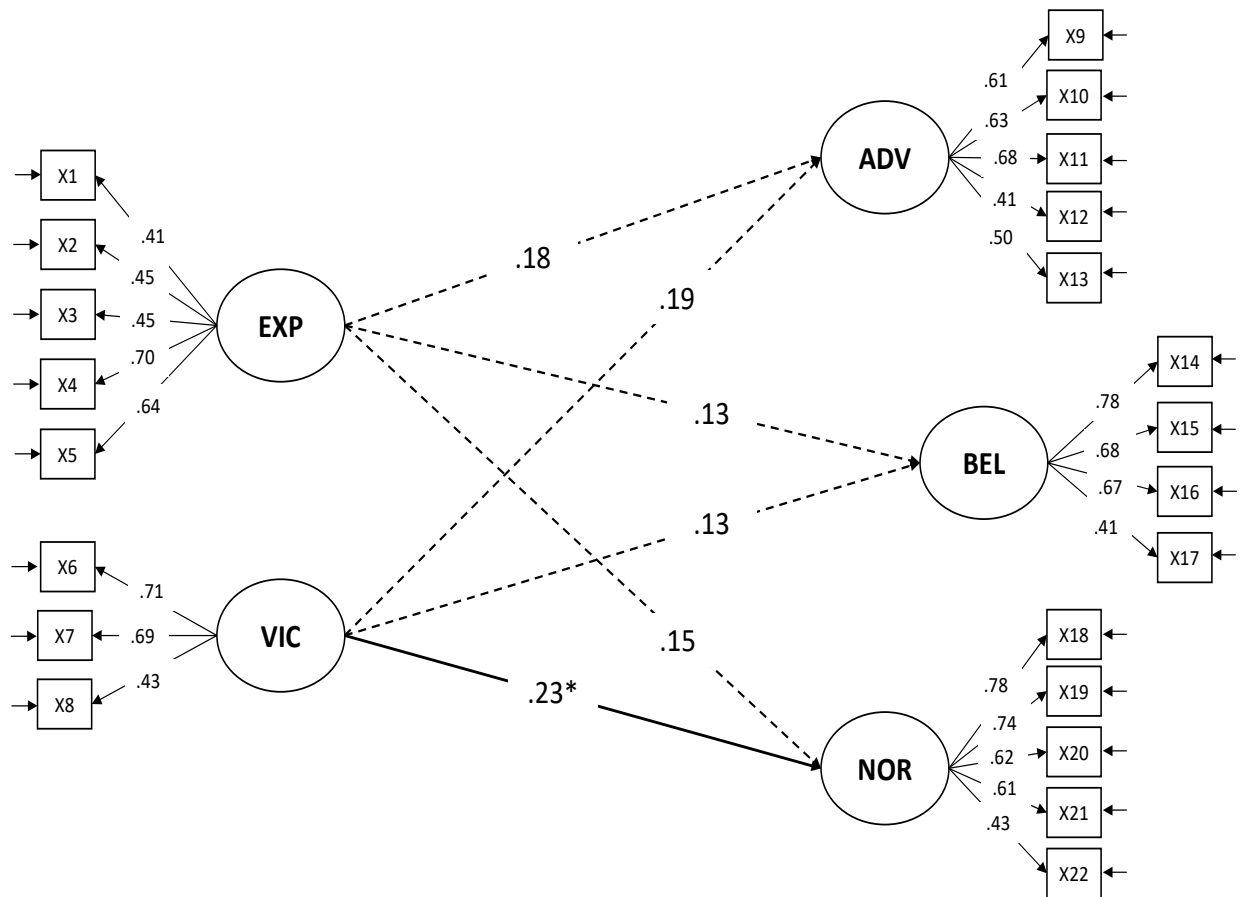 X1
X2
X3
X4
X5
.41
.45
.45
.70
.64
EXP
X6
X7
X8
.71
.69
.43
VIC
.18
.19
.13
.13
.15
.23*
ADV
.61
.63
.68
.41
.50
X9
X10
X11
X12
X13
BEL
.78
.68
.67
.41
X14
X15
X16
X17
NOR
.78
.74
.62
.61
.43
X18
X19
X20
X21
X22